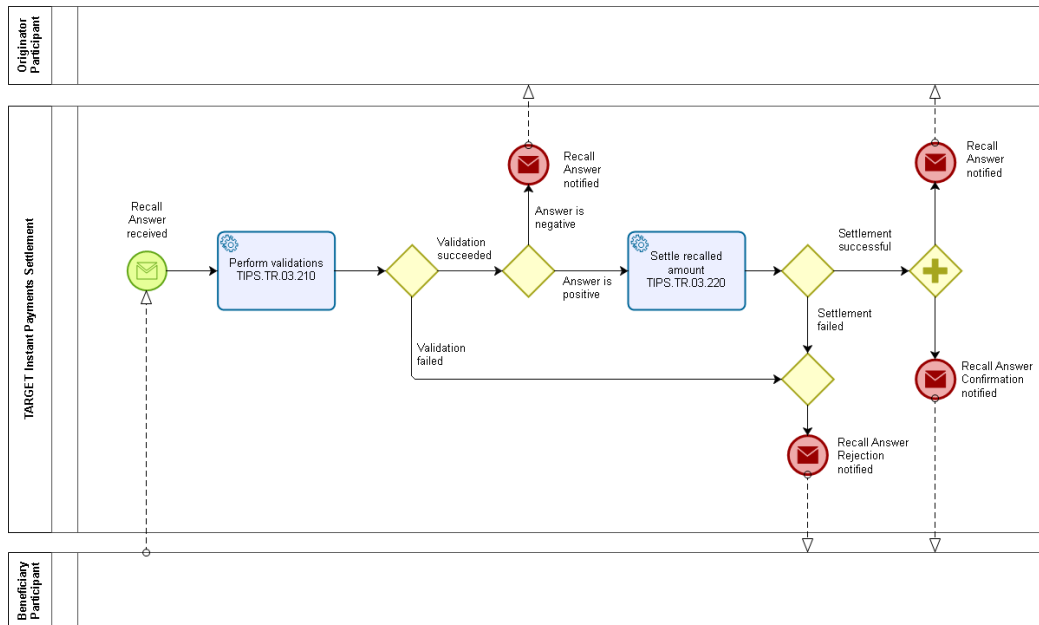 Originator
Participant
TARGET Instant Payments Settlement
Recall
Answer
received
Perform validations
TIPS.TR.03.210
Validation
succeeded
Validation
failed
Recall
Answer
notified
Answer is
negative
Answer is
positive
Settle recalled
amount
TIPS.TR.03.220
Settlement
successful
Settlement
failed
Recall
Answer
notified
Recall Answer
Confirmation
notified
Recall Answer
Rejection
notified
Beneficiary
Participant